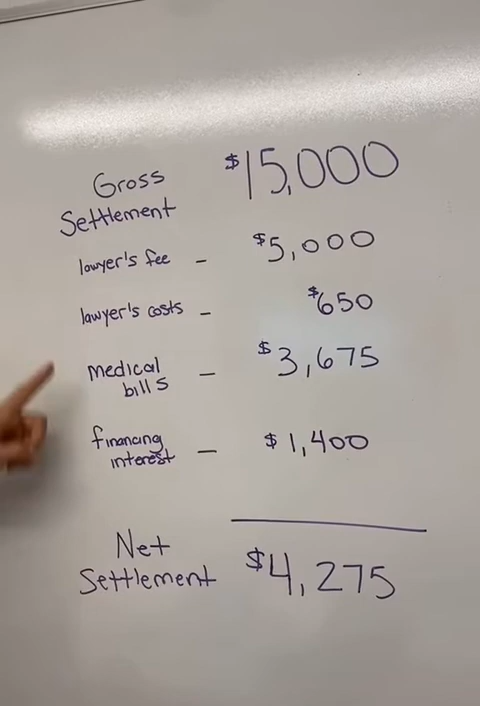 Gross Settlement $15,000
lawyer's fee - $5,000
lawyer's costs - $650
medical bills - $3,675
financing interest - $1,400
Net Settlement $4,275